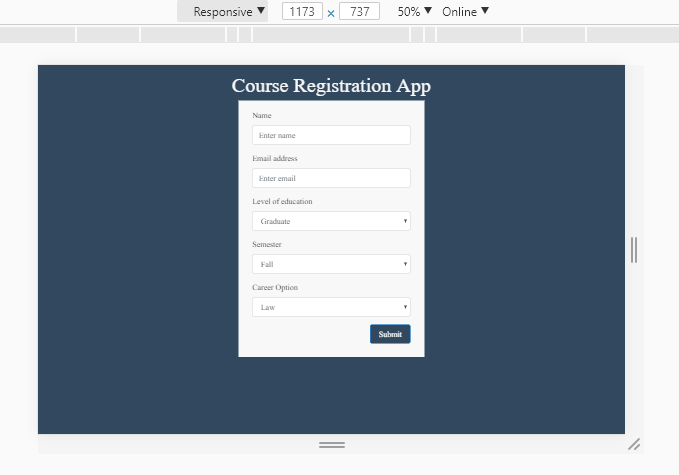 Responsive ▼ 1173 × 737 50% ▼ Online ▼
Course Registration App
Name
Enter name
Email address
Enter email
Level of education
Graduate
Semester
Fall
Career Option
Law
Submit